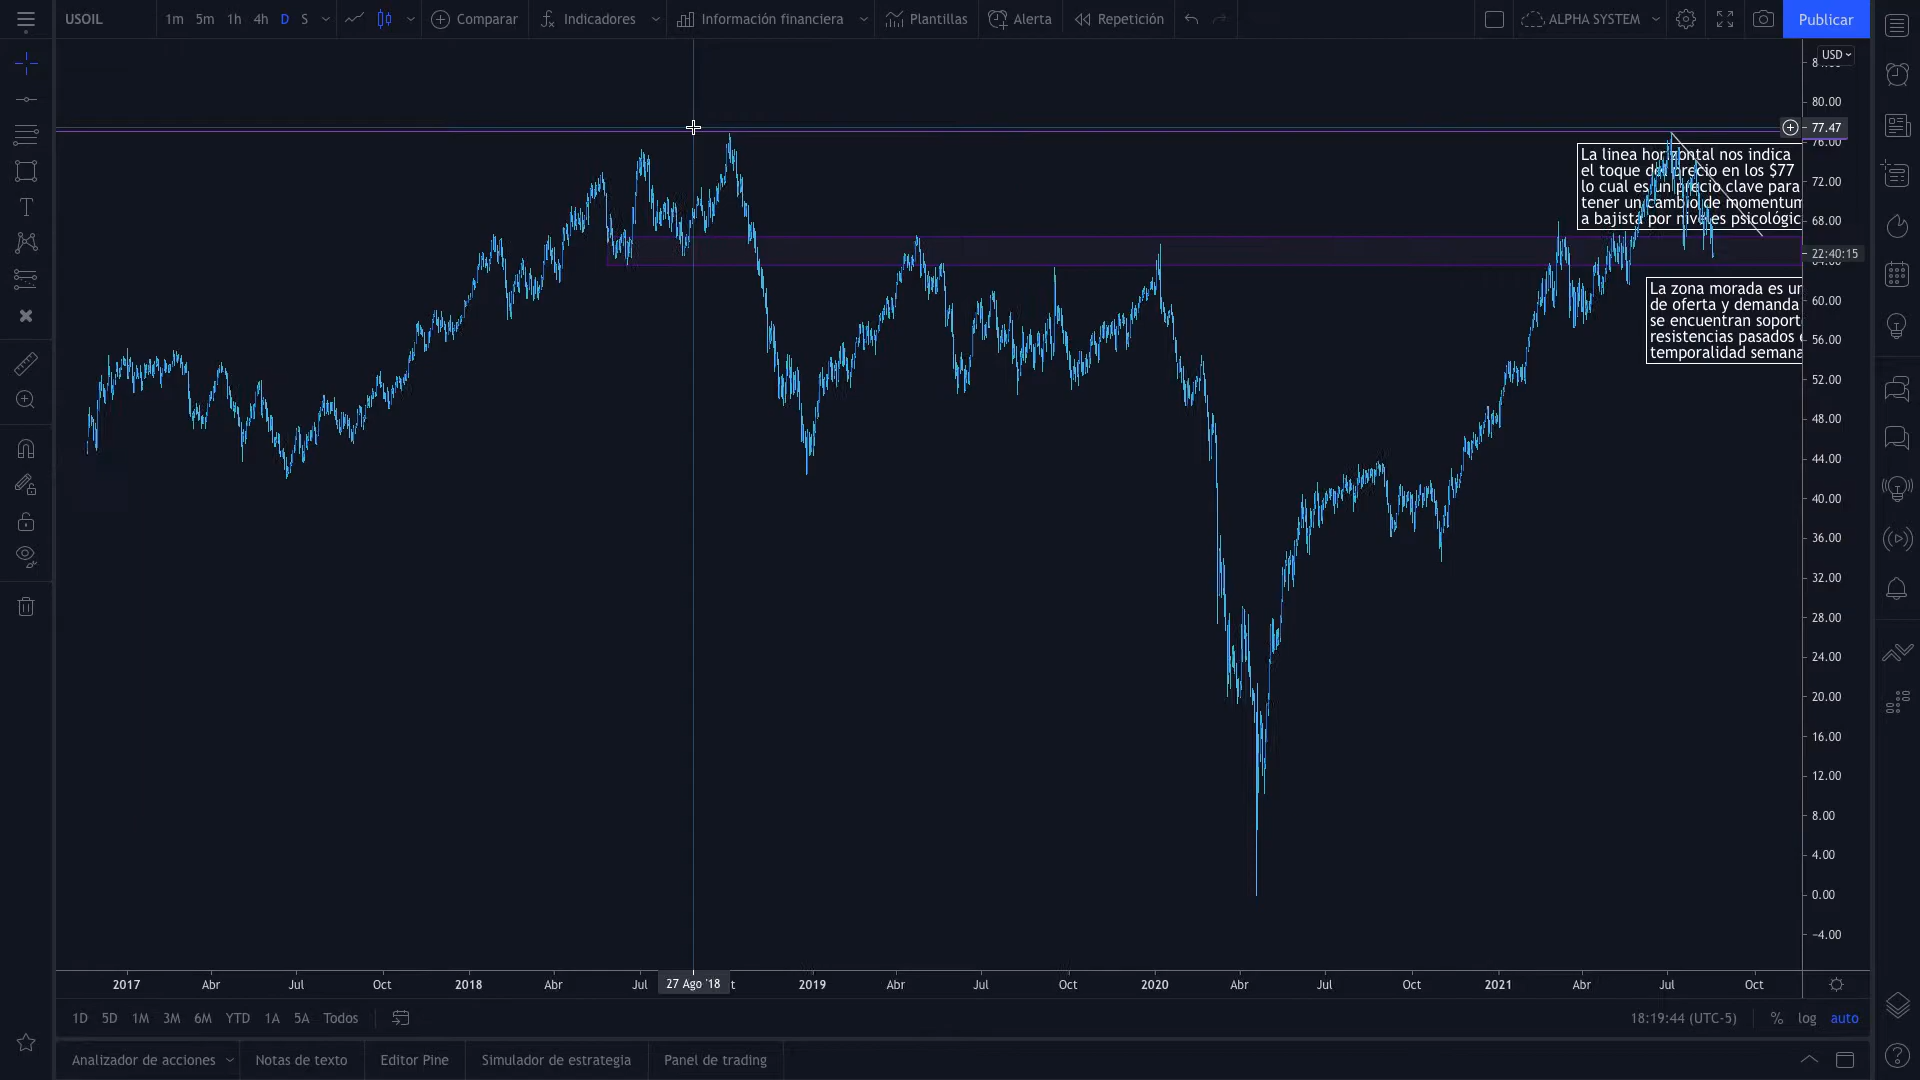 USOIL 1m 5m 1h 4h D S Comparar Indicadores Información financiera Plantillas Alerta Repetición ALPHA SYSTEM Publicar
USD
80.00
77.47
76.00
La linea horizontal nos indica
el toque del precio en los $77
lo cual es un precio clave para
tener un cambio de momentum
a bajista por niveles psicológic
72.00
68.00
22:40:15
La zona morada es un
de oferta y demanda
se encuentran soport
resistencias pasados
temporalidad semana
60.00
56.00
52.00
48.00
44.00
40.00
36.00
32.00
28.00
24.00
20.00
16.00
12.00
8.00
4.00
0.00
−4.00
2017 Abr Jul Oct 2018 Abr Jul 27 Ago '18 2019 Abr Jul Oct 2020 Abr Jul Oct 2021 Abr Jul Oct
1D 5D 1M 3M 6M YTD 1A 5A Todos 18:19:44 (UTC-5) % log auto
Analizador de acciones Notas de texto Editor Pine Simulador de estrategia Panel de trading